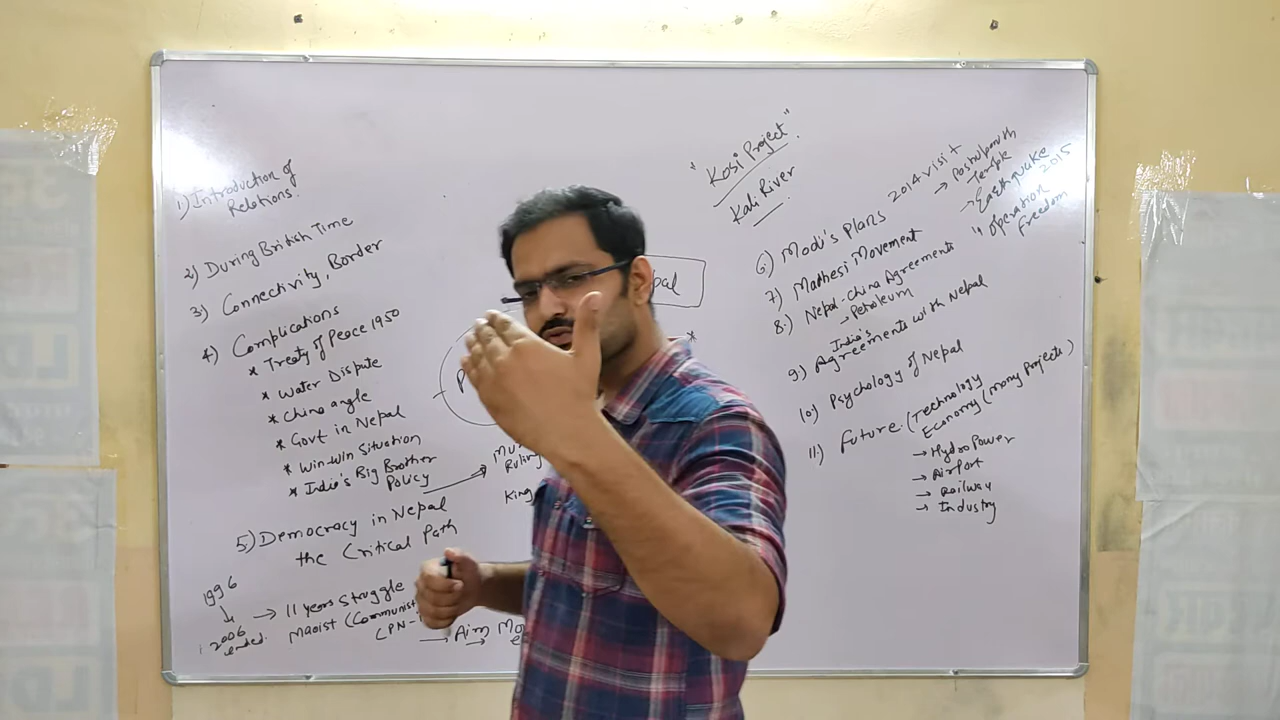 1) Introduction of
Relations.
2) During British Time
3) Connectivity, Border
4) Complications
* Treaty of Peace 1950
* Water Dispute
* China angle
* Govt in Nepal
* Win-Win Situation
* India's Big Brother
Policy
5) Democracy in Nepal
the Critical Path
1996
2006
ended.
→ 11 years Struggle
Maoist (Communist
CPN-
→ Aim
Ruling
King
"Kosi Project"
Kali River
6) Modi's Plans 2014 visit
→ Pashupanath
Temple
→ Earthquake
2015
"Operation
Freedom
7) Madhesi Movement
8.) Nepal-China Agreements
→ Petroleum
India's
9) Agreements with Nepal
10) Psychology of Nepal
11.) Future. (Technology
Economy (many projects)
→ Hydro Power
→ Airport
→ Railway
→ Industry